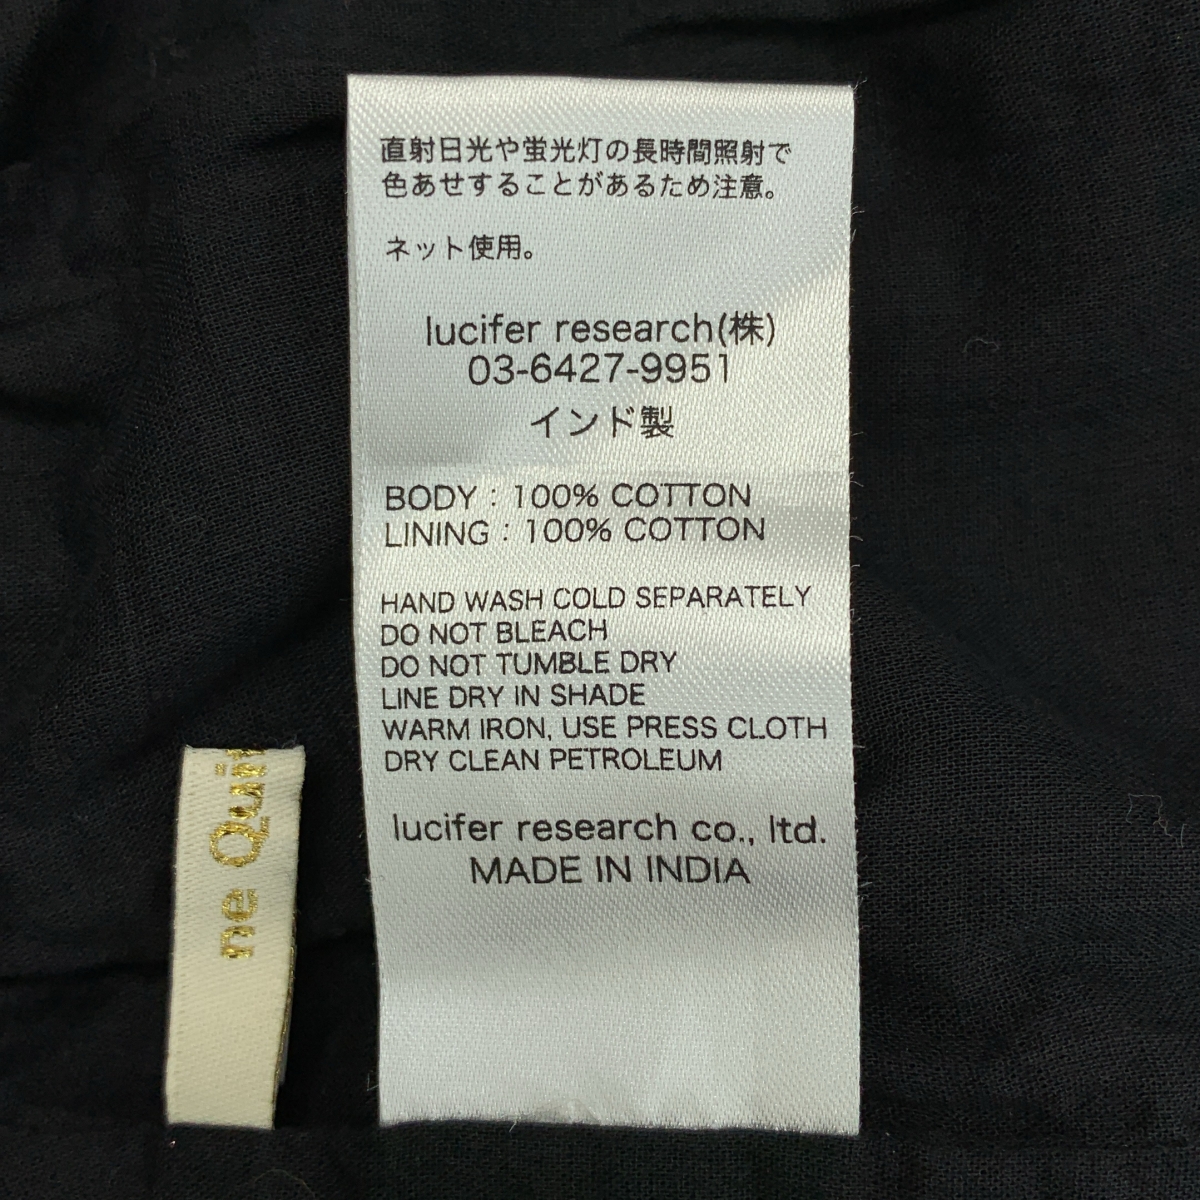 直射日光や蛍光灯の長時間照射で
色あせすることがあるため注意。
ネット使用。
lucifer research(株)
03-6427-9951
インド製
BODY : 100% COTTON
LINING : 100% COTTON
HAND WASH COLD SEPARATELY
DO NOT BLEACH
DO NOT TUMBLE DRY
LINE DRY IN SHADE
WARM IRON, USE PRESS CLOTH
DRY CLEAN PETROLEUM
lucifer research co., ltd.
MADE IN INDIA
ne Qui